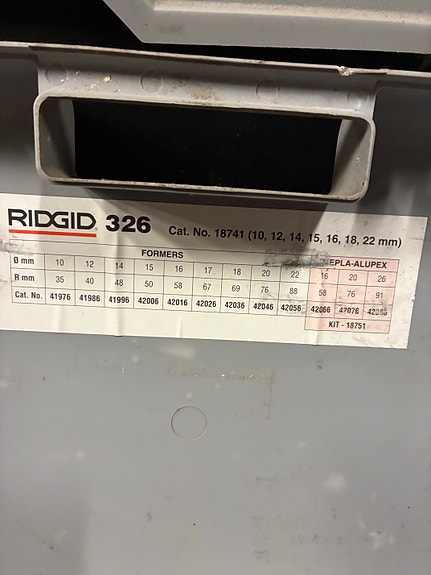 RIDGID 326 Cat. No. 18741 (10, 12, 14, 15, 16, 18, 22 mm)
FORMERS EPLA-ALUPEX
Ø mm 10 12 14 15 16 17 18 20 22 16 20 26
R mm 35 40 48 50 58 67 69 76 88 58 76 91
Cat. No. 41976 41986 41996 42006 42016 42026 42036 42046 42056 42066 42076
KIT - 18751